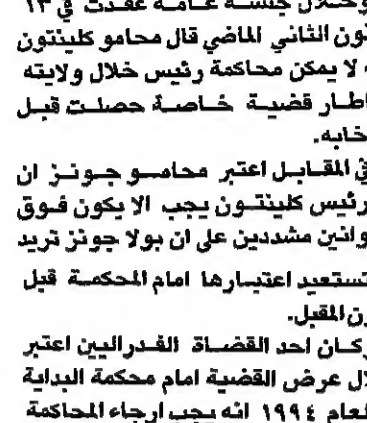 وخلال جلسة عامة عقدت في ١٣
نون الثاني الماضي قال محامو كلينتون
لا يمكن محاكمة رئيس خلال ولايته
اطار قضية خاصة حصلت قبل
خابه.
في المقابل اعتبر محامو جونز ان
رئيس كلينتون يجب الا يكون فوق
وانين مشددين على ان بولا جونز تريد
تستعيد اعتبارها امام المحكمة قبل
رن المقبل.
كان احد القضاة الفدراليين اعتبر
لال عرض القضية امام محكمة البداية
لعام ١٩٩٤ انه يجب ارجاء المحاكمة